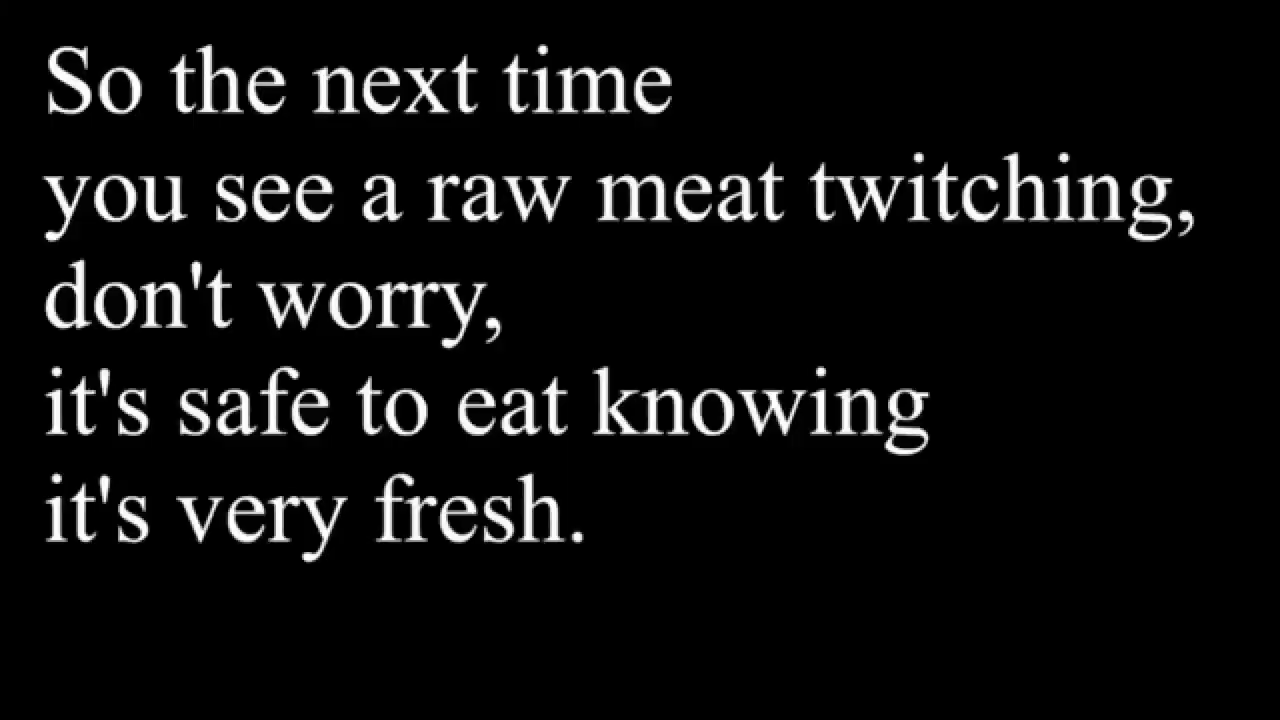 So the next time
you see a raw meat twitching,
don't worry,
it's safe to eat knowing
it's very fresh.